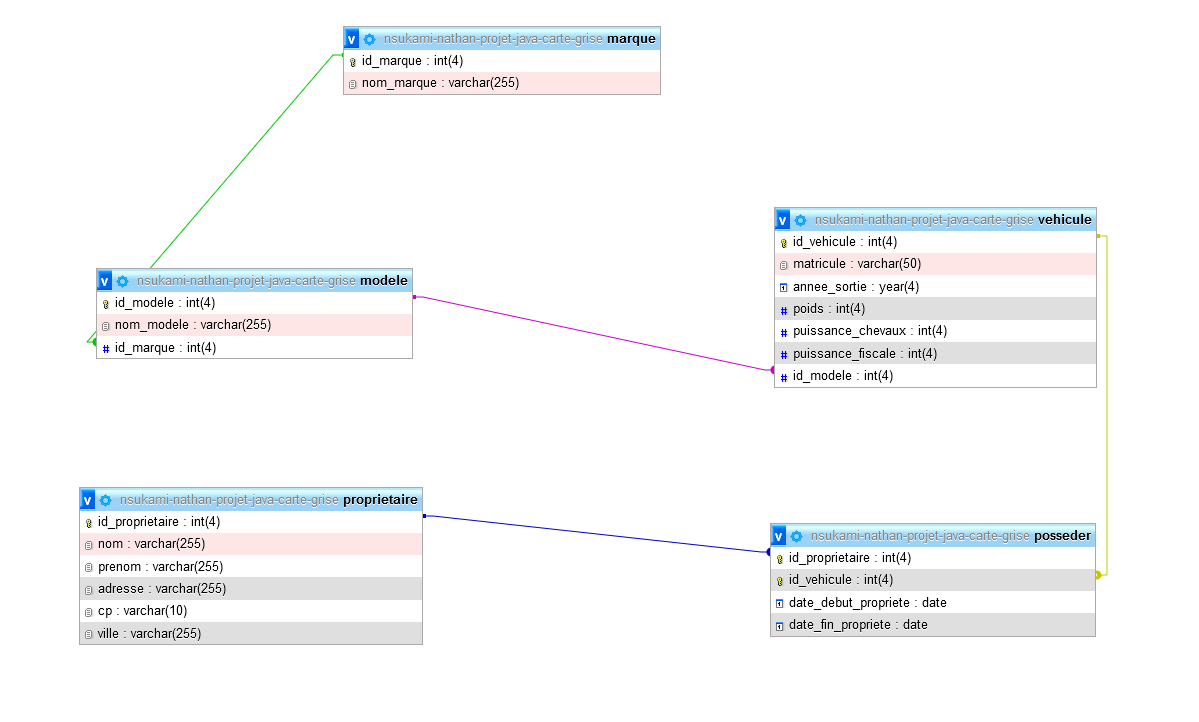 v nsukami-nathan-projet-java-carte-grise marque
id_marque : int(4)
nom_marque : varchar(255)
v nsukami-nathan-projet-java-carte-grise vehicule
id_vehicule : int(4)
matricule : varchar(50)
annee_sortie : year(4)
# poids : int(4)
# puissance_chevaux : int(4)
# puissance_fiscale : int(4)
# id_modele : int(4)
v nsukami-nathan-projet-java-carte-grise modele
id_modele : int(4)
nom_modele : varchar(255)
# id_marque : int(4)
v nsukami-nathan-projet-java-carte-grise proprietaire
id_proprietaire : int(4)
nom : varchar(255)
prenom : varchar(255)
adresse : varchar(255)
cp : varchar(10)
ville : varchar(255)
v nsukami-nathan-projet-java-carte-grise posseder
id_proprietaire : int(4)
id_vehicule : int(4)
date_debut_propriete : date
date_fin_propriete : date